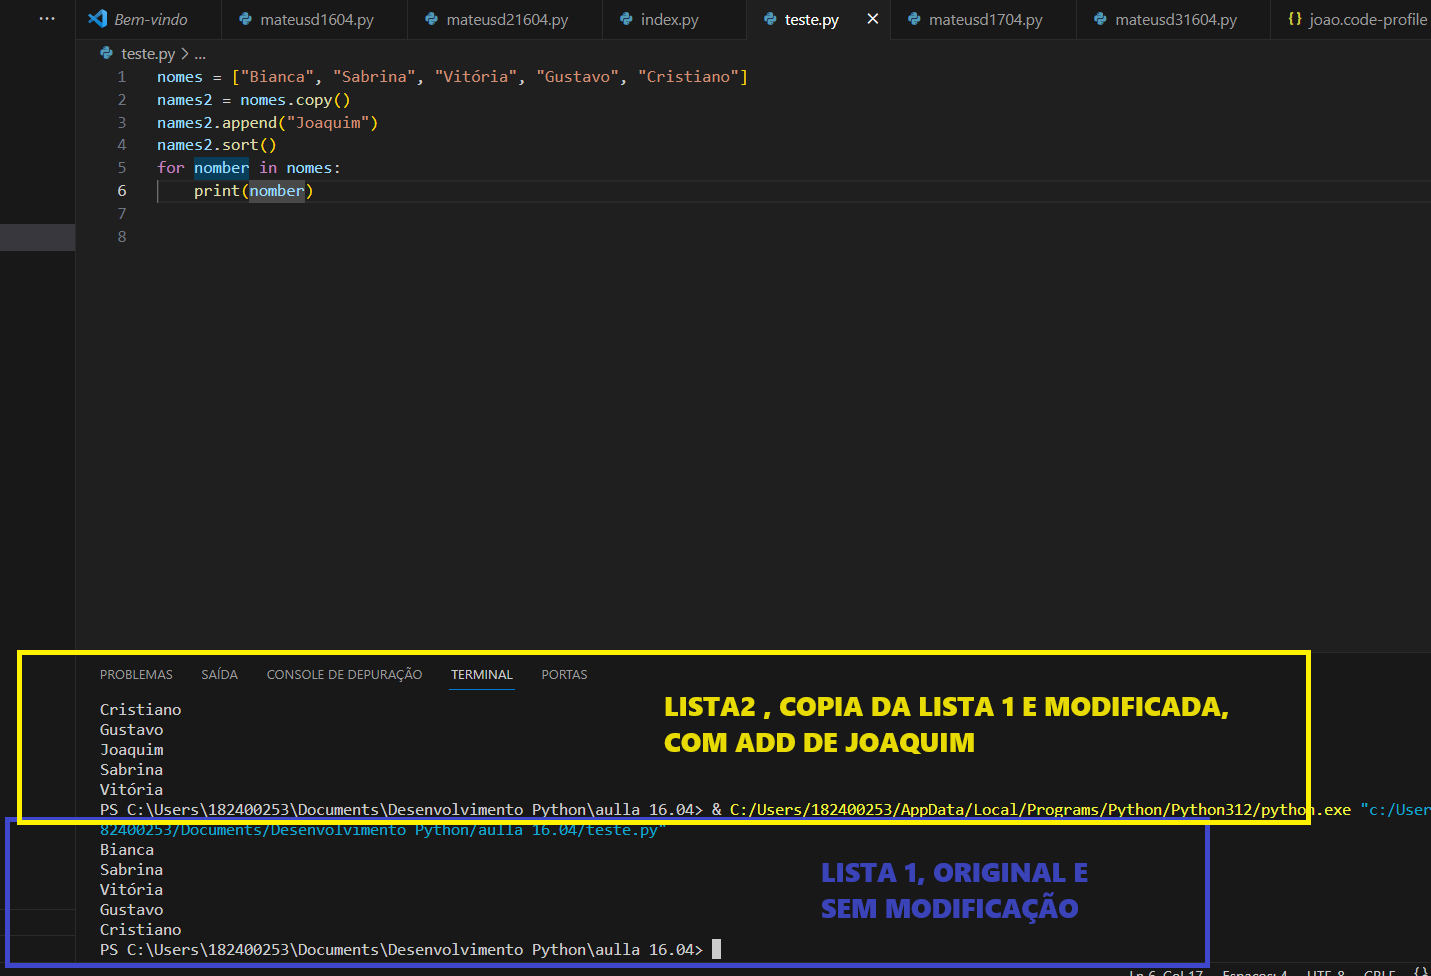 ··· Bem-vindo mateusd1604.py mateusd21604.py index.py teste.py × mateusd1704.py mateusd31604.py {} joao.code-profile
teste.py > ...
1 nomes = ["Bianca", "Sabrina", "Vitória", "Gustavo", "Cristiano"]
2 names2 = nomes.copy()
3 names2.append("Joaquim")
4 names2.sort()
5 for nomber in nomes:
6 print(nomber)
7
8
PROBLEMAS SAÍDA CONSOLE DE DEPURAÇÃO TERMINAL PORTAS
LISTA2 , COPIA DA LISTA 1 E MODIFICADA,
COM ADD DE JOAQUIM
Cristiano
Gustavo
Joaquim
Sabrina
Vitória
PS C:\Users\182400253\Documents\Desenvolvimento Python\aulla 16.04> & C:/Users/182400253/AppData/Local/Programs/Python/Python312/python.exe "c:/User
82400253/Documents/Desenvolvimento Python/aulla 16.04/teste.py"
Bianca
Sabrina
Vitória
Gustavo
Cristiano
LISTA 1, ORIGINAL E
SEM MODIFICAÇÃO
PS C:\Users\182400253\Documents\Desenvolvimento Python\aulla 16.04>
Ln 6, Col 17 Espaços: 4 UTF-8 CRLF {}